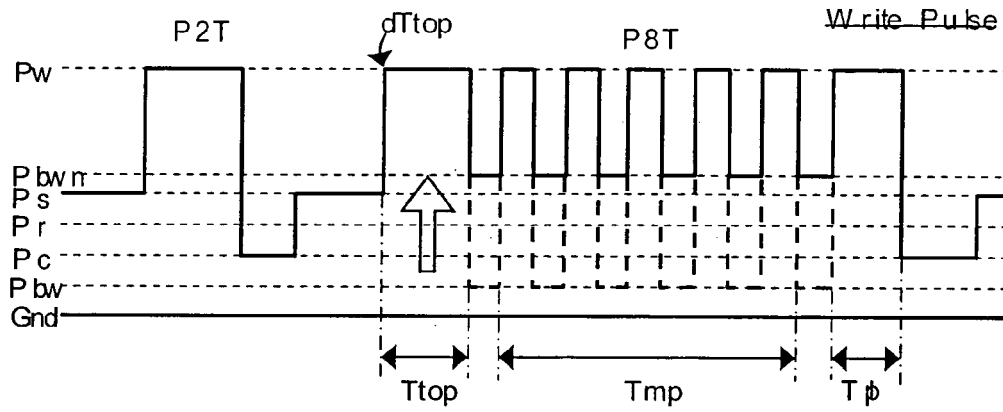 Write Pulse
P2T
dTtop
P8T
Pw
Pbwn
Ps
Pr
Pc
Pbw
Gnd
Ttop
Tmp
Tp